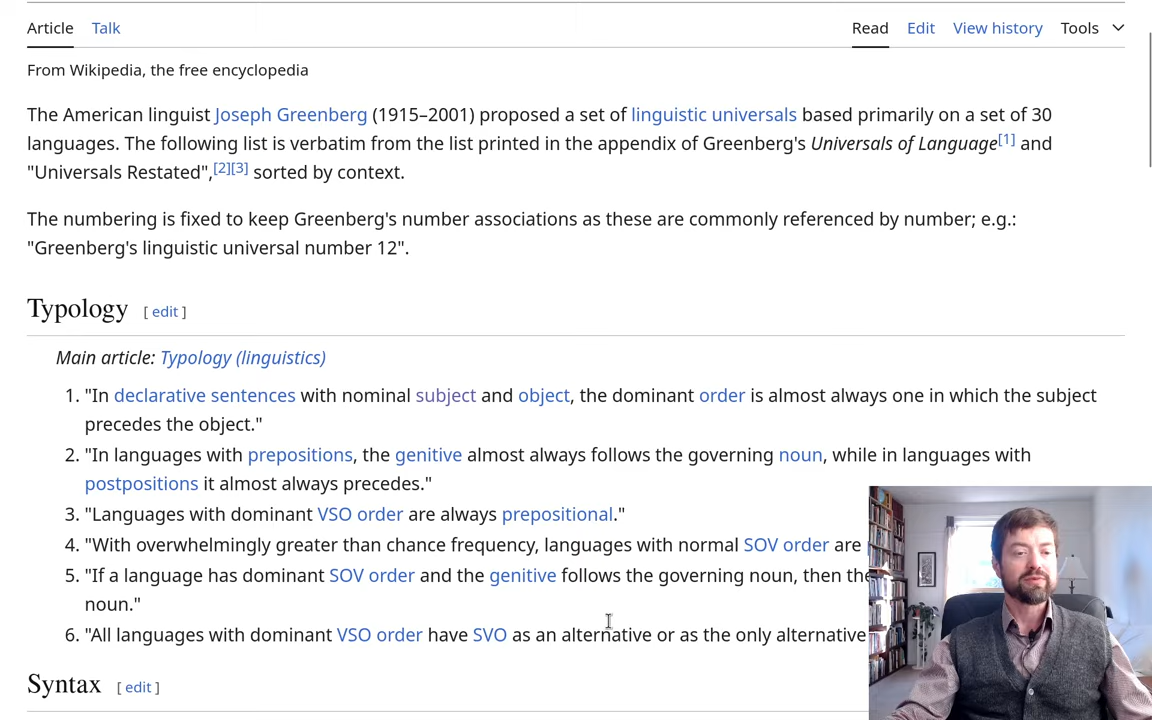 Article Talk Read Edit View history Tools
From Wikipedia, the free encyclopedia
The American linguist Joseph Greenberg (1915–2001) proposed a set of linguistic universals based primarily on a set of 30
languages. The following list is verbatim from the list printed in the appendix of Greenberg's Universals of Language[1] and
"Universals Restated",[2][3] sorted by context.
The numbering is fixed to keep Greenberg's number associations as these are commonly referenced by number; e.g.:
"Greenberg's linguistic universal number 12".
Typology [ edit ]
Main article: Typology (linguistics)
1. "In declarative sentences with nominal subject and object, the dominant order is almost always one in which the subject
precedes the object."
2. "In languages with prepositions, the genitive almost always follows the governing noun, while in languages with
postpositions it almost always precedes."
3. "Languages with dominant VSO order are always prepositional."
4. "With overwhelmingly greater than chance frequency, languages with normal SOV order are
5. "If a language has dominant SOV order and the genitive follows the governing noun, then the
noun."
6. "All languages with dominant VSO order have SVO as an alternative or as the only alternative
Syntax [ edit ]